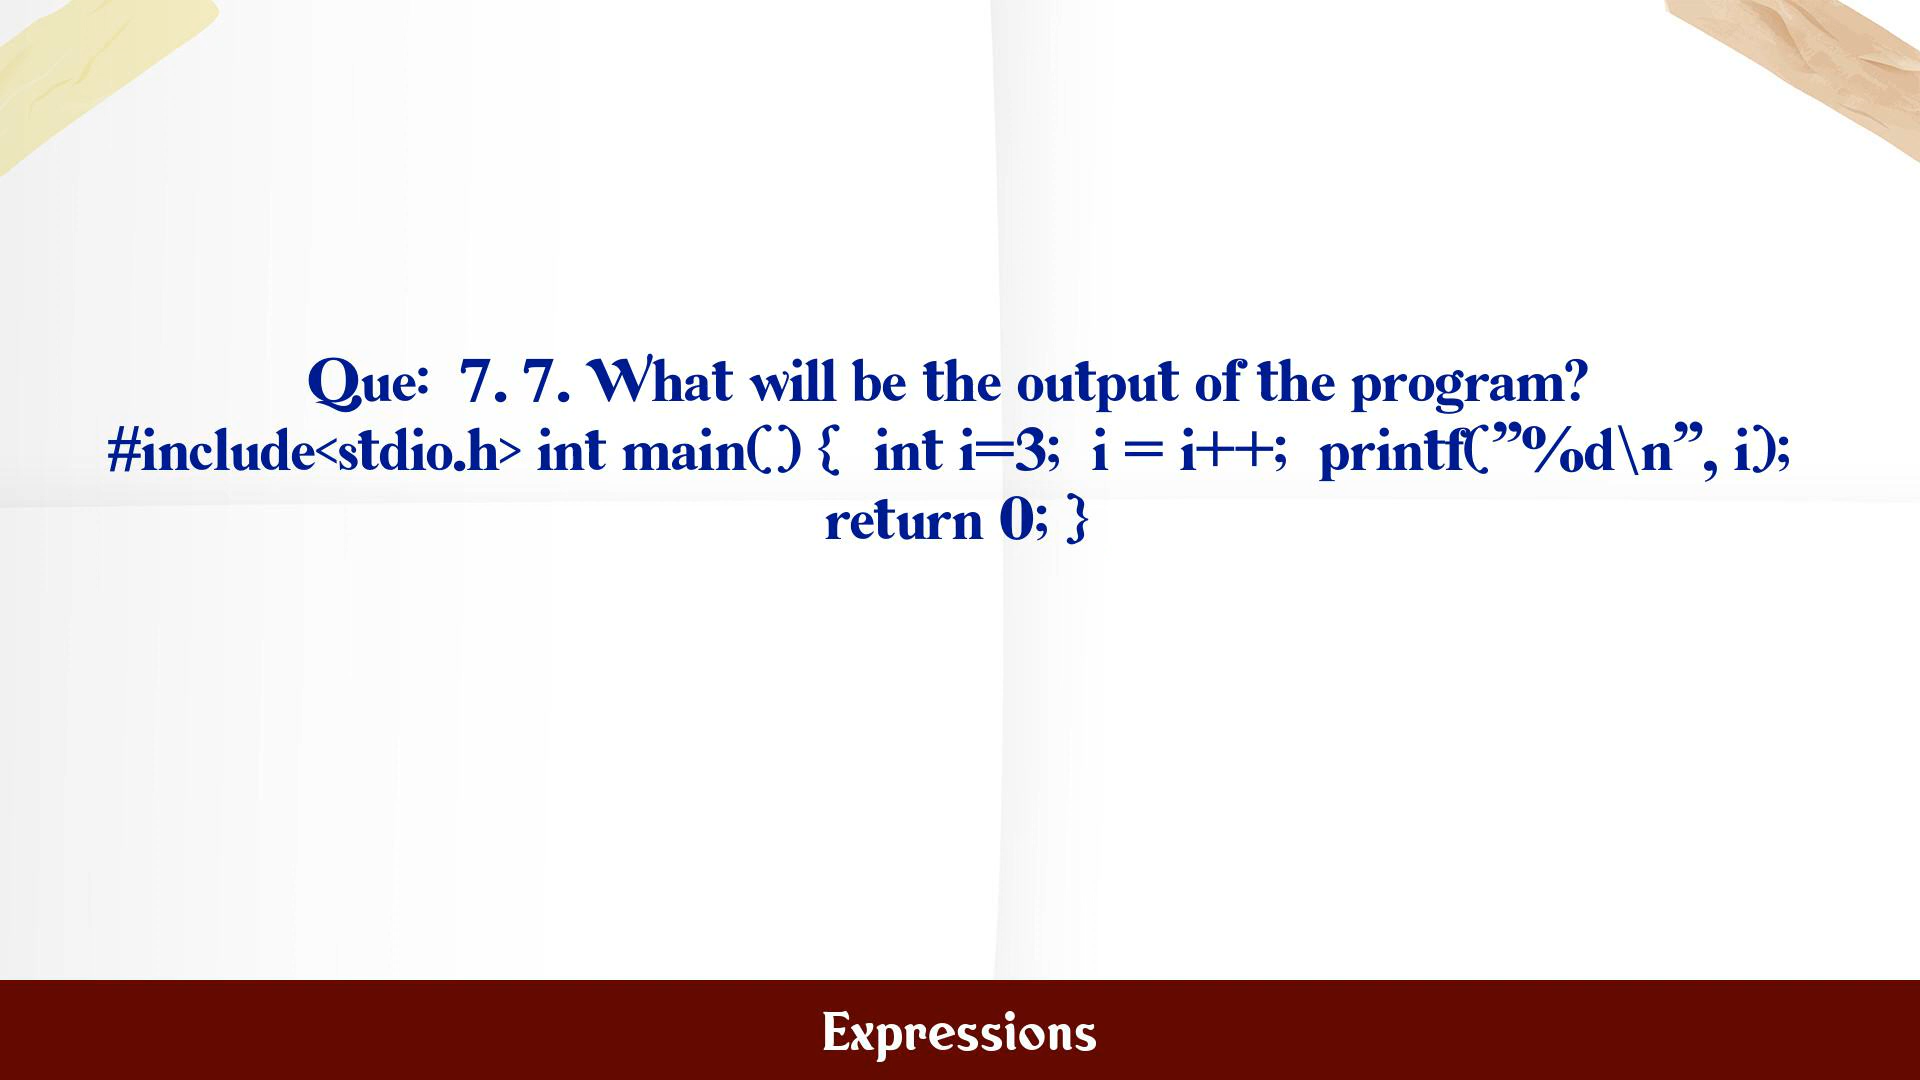 Que: 7. 7. What will be the output of the program?
#include<stdio.h> int main() { int i=3; i = i++; printf(”%d\n”, i);
return 0; }
Expressions